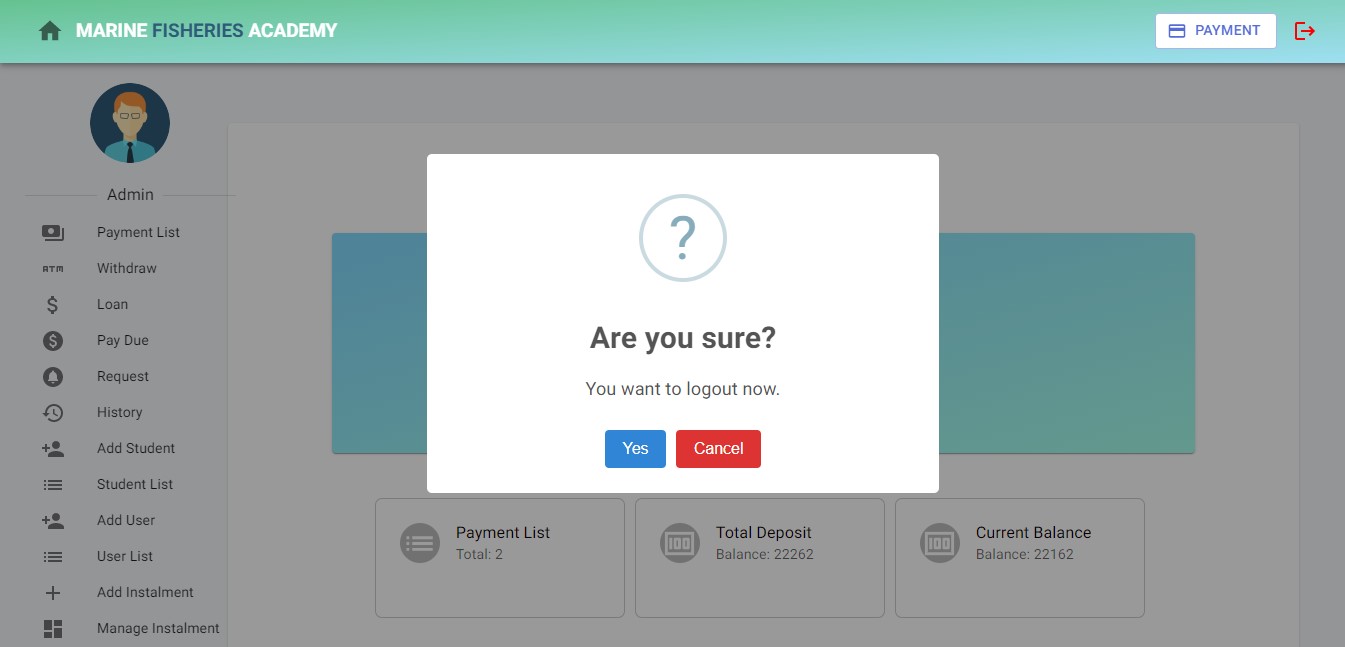 MARINE FISHERIES ACADEMY
PAYMENT
Admin
Payment List
ATM Withdraw
Loan
Pay Due
Request
History
Add Student
Student List
Add User
User List
Add Instalment
Manage Instalment
?
Are you sure?
You want to logout now.
Yes Cancel
Payment List
Total: 2
100
Total Deposit
Balance: 22262
100
Current Balance
Balance: 22162